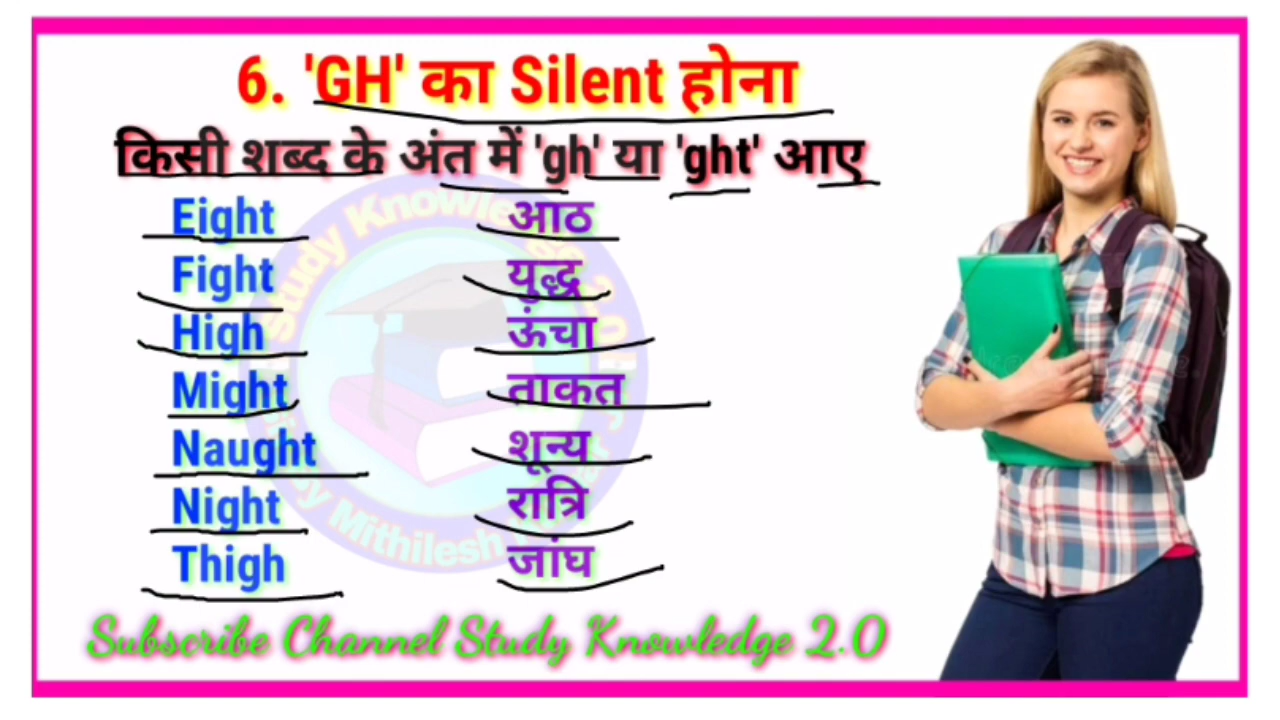 6. 'GH' का Silent होना
किसी शब्द के अंत में 'gh' या 'ght' आए
Eight आठ
Fight युद्ध
High ऊंचा
Might ताकत
Naught शून्य
Night रात्रि
Thigh जांघ
Subscribe Channel Study Knowledge 2.0